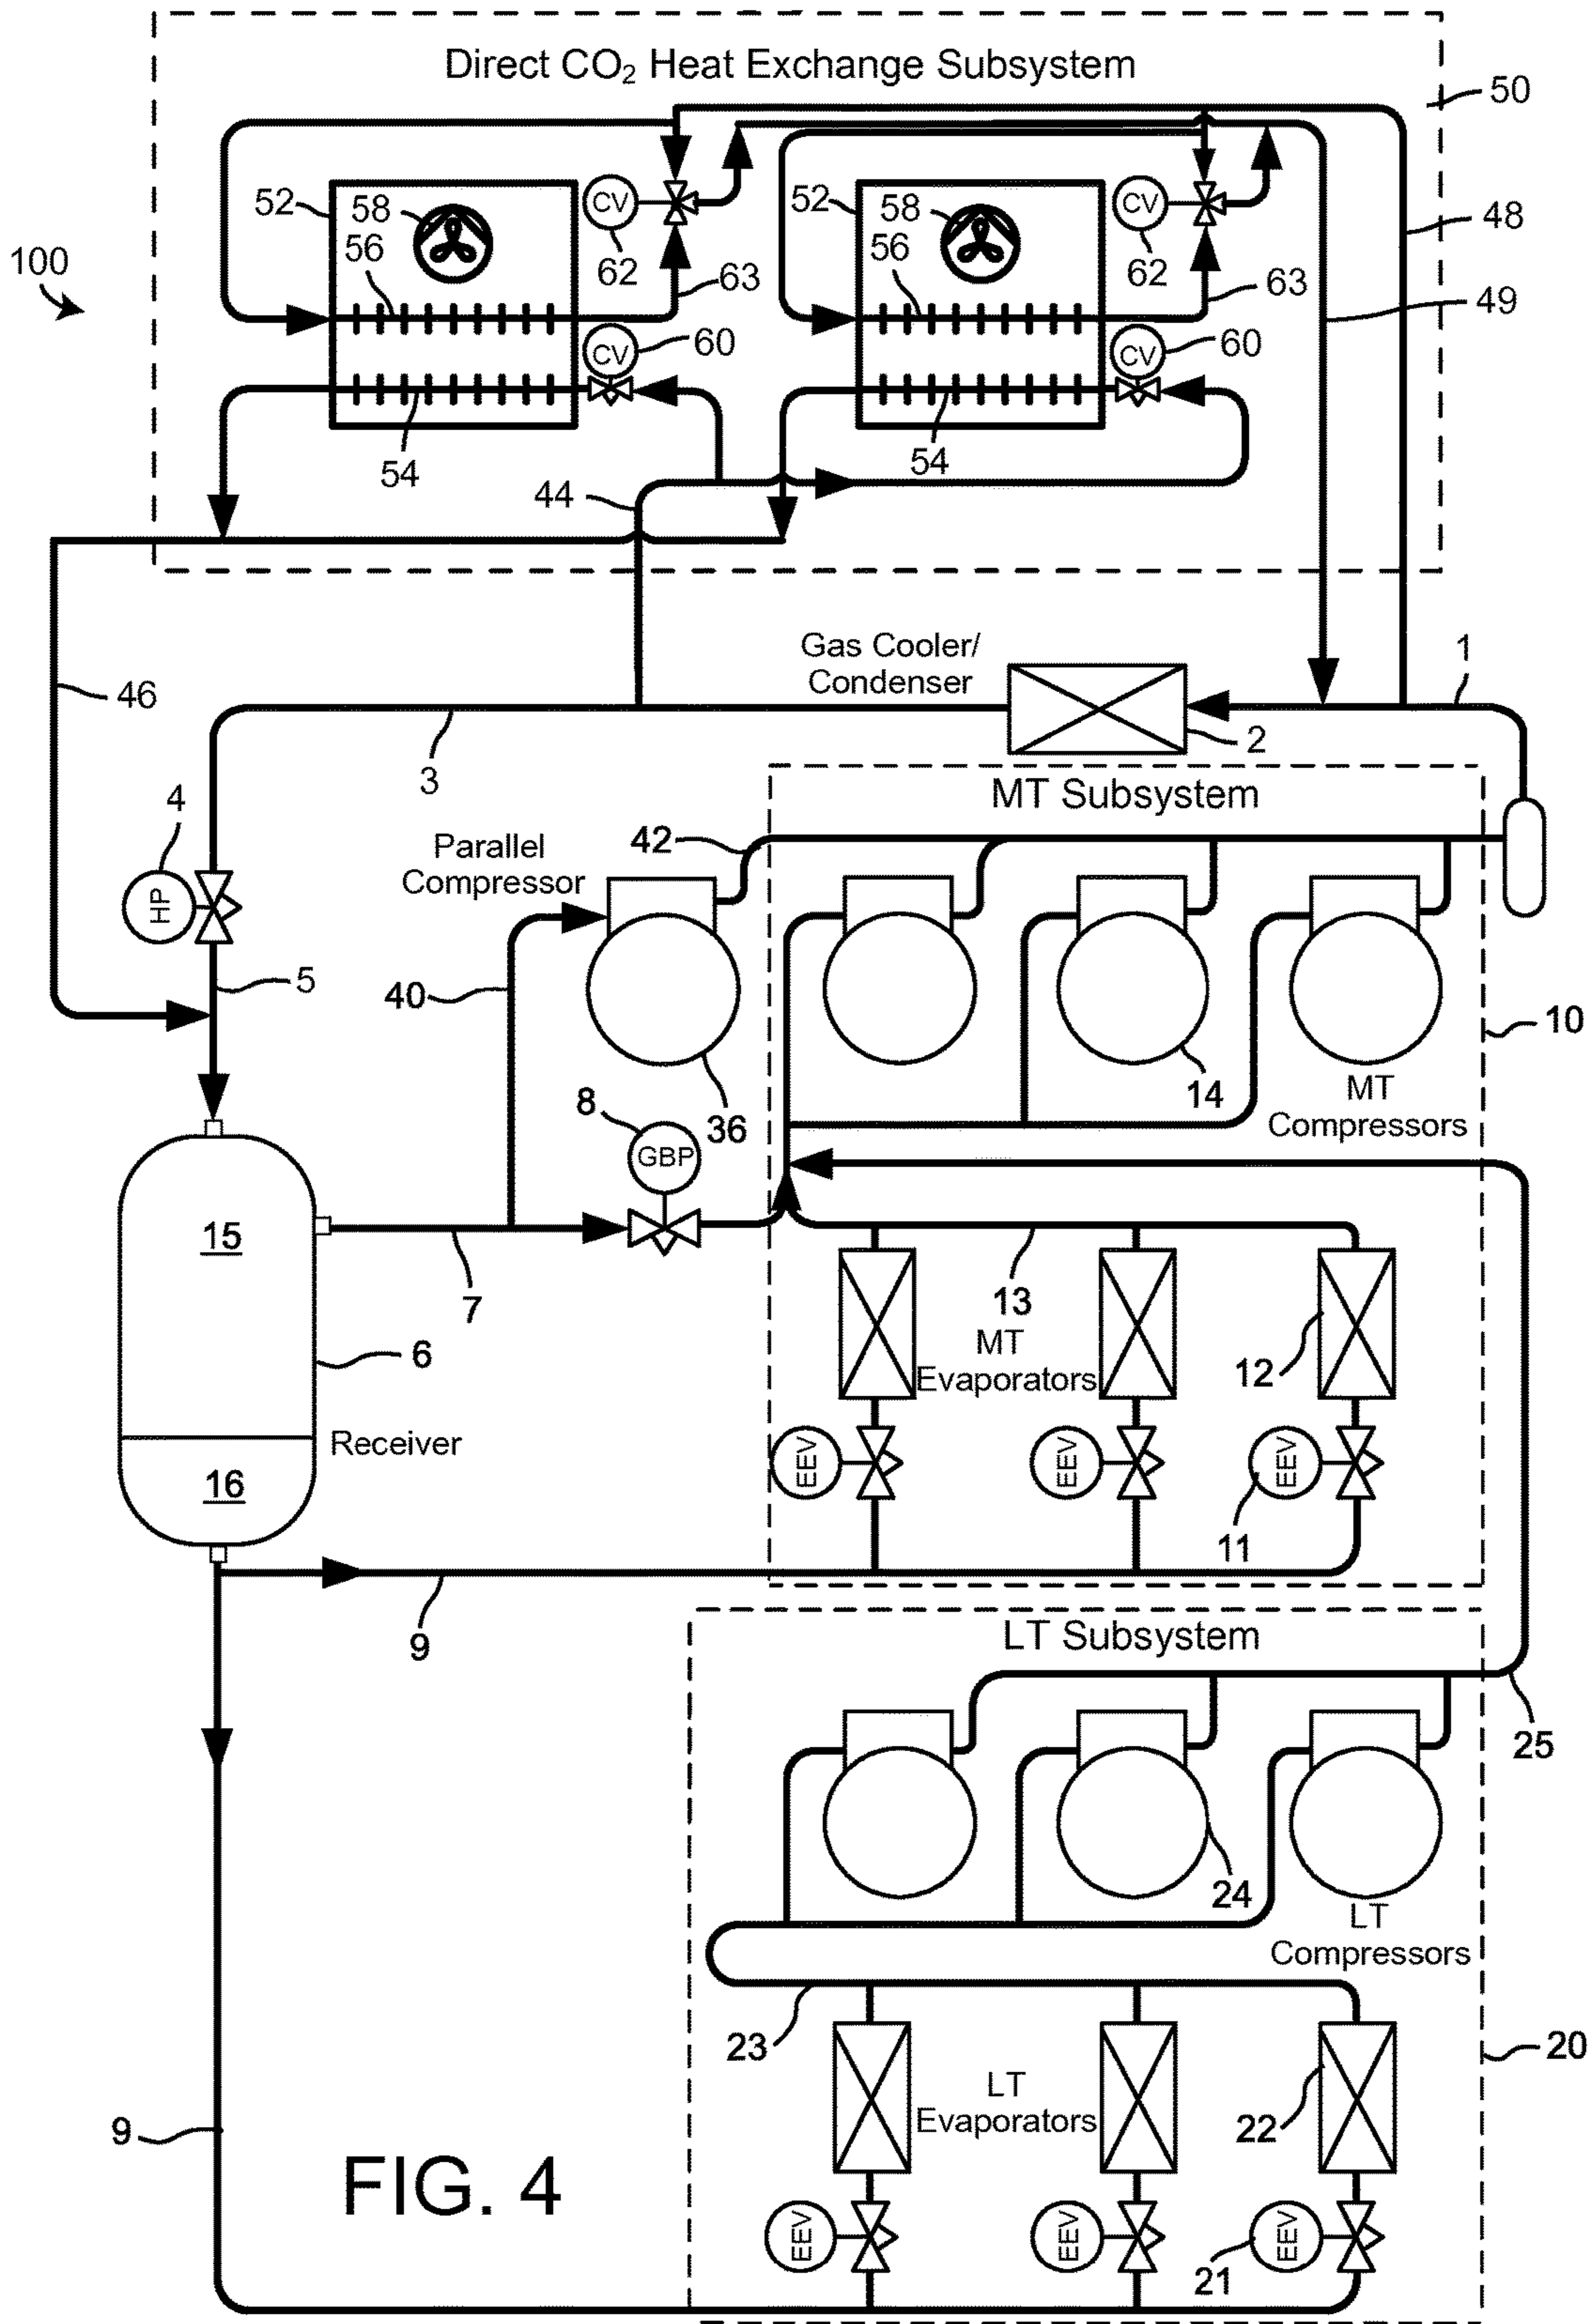 Direct CO₂ Heat Exchange Subsystem
50
52
58
56
CV
62
63
CV
60
54
52
58
56
CV
62
63
CV
60
54
48
49
100
44
46
Gas Cooler/
Condenser
1
2
3
4
HP
5
MT Subsystem
Parallel
Compressor
42
40
36
14
MT
Compressors
10
8
GBP
15
7
6
13
MT
Evaporators
12
Receiver
16
EEV
EEV
EEV
11
9
LT Subsystem
25
24
LT
Compressors
23
LT
Evaporators
22
20
9
FIG. 4
EEV
EEV
EEV
21